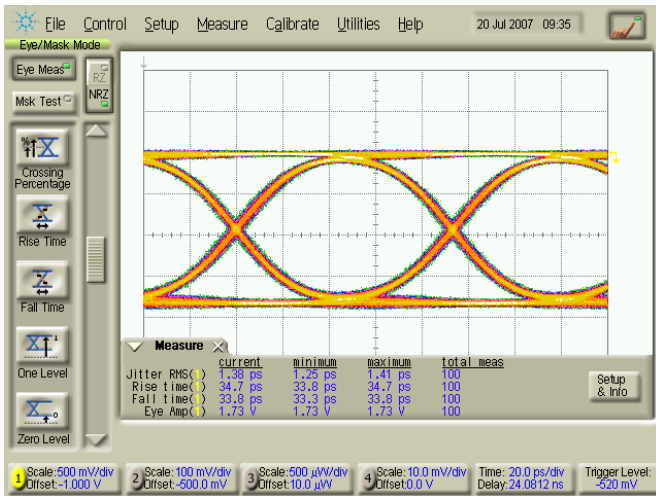 File Control Setup Measure Calibrate Utilities Help 20 Jul 2007 09:35
Eye/Mask Mode
Eye Meas
RZ
NRZ
Msk Test
%
Crossing
Percentage
Rise Time
Fall Time
1
One Level
0
Zero Level
Measure
current minimum maximum total meas
Jitter RMS(1) 1.38 ps 1.25 ps 1.41 ps 100
Rise time(1) 34.7 ps 33.8 ps 34.7 ps 100
Fall time(1) 33.8 ps 33.3 ps 33.8 ps 100
Eye Amp(1) 1.73 V 1.73 V 1.73 V 100
Setup
& Info
1 Scale:500 mV/div
Offset:-1.000 V
2 Scale:100 mV/div
Offset:-500.0 mV
3 Scale:500 µW/div
Offset:10.0 µW
4 Scale:10.0 mV/div
Offset:0.0 V
Time: 20.0 ps/div
Delay:24.0812 ns
Trigger Level:
-520 mV